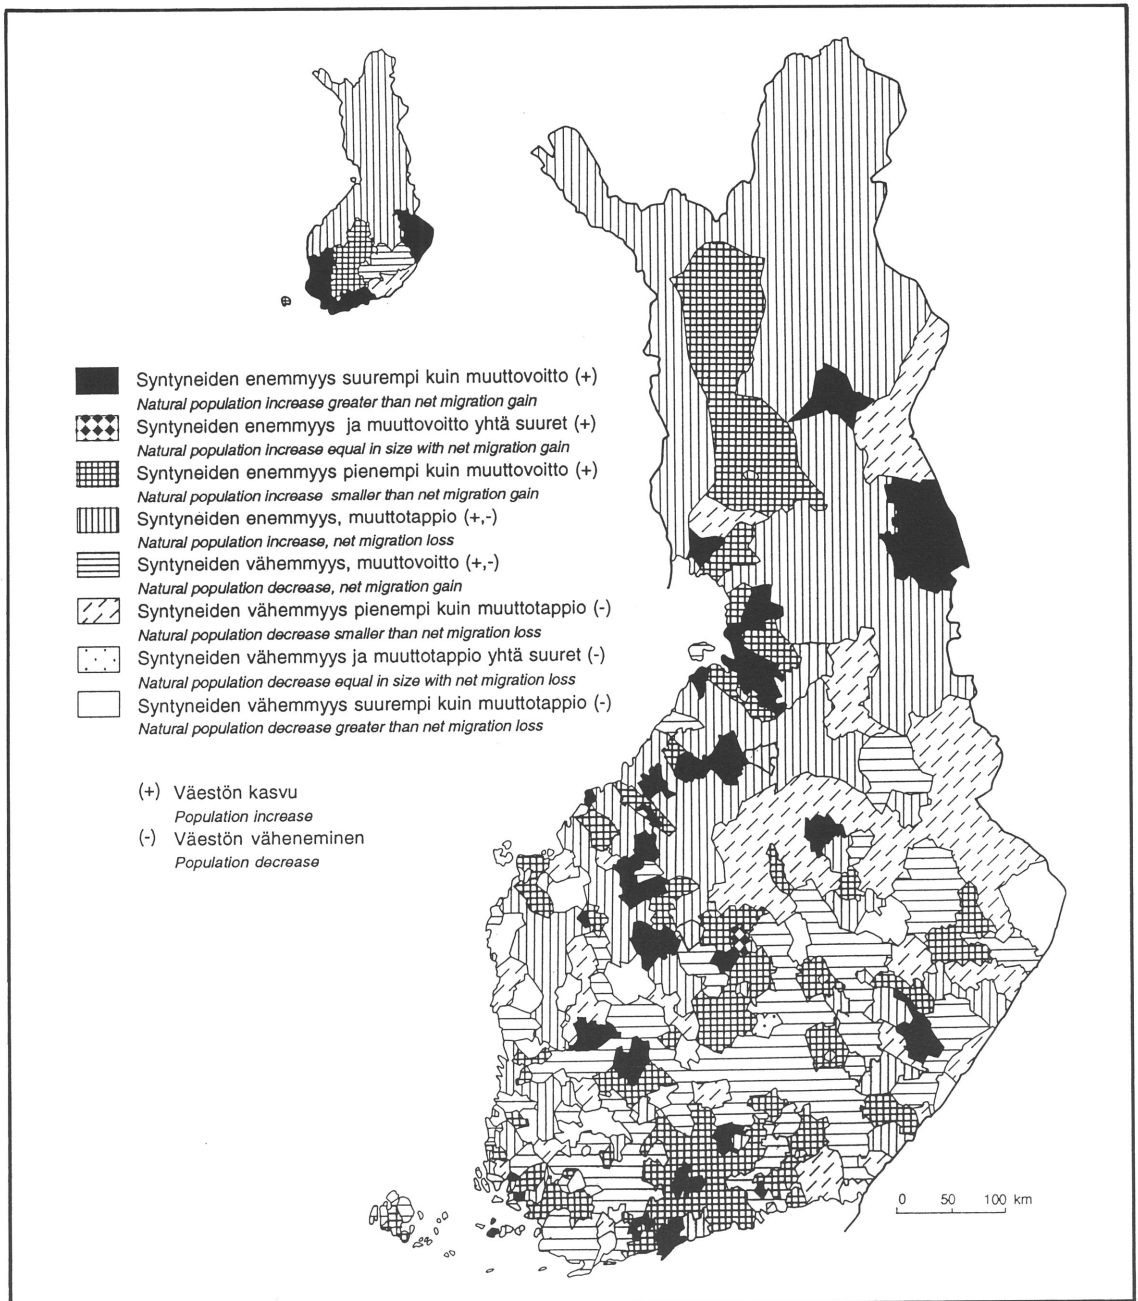 Syntyneiden enemmyys suurempi kuin muuttovoitto (+)
Natural population increase greater than net migration gain
Syntyneiden enemmyys ja muuttovoitto yhtä suuret (+)
Natural population increase equal in size with net migration gain
Syntyneiden enemmyys pienempi kuin muuttovoitto (+)
Natural population increase smaller than net migration gain
Syntyneiden enemmyys, muuttotappio (+,-)
Natural population increase, net migration loss
Syntyneiden vähemmyys, muuttovoitto (+,-)
Natural population decrease, net migration gain
Syntyneiden vähemmyys pienempi kuin muuttotappio (-)
Natural population decrease smaller than net migration loss
Syntyneiden vähemmyys ja muuttotappio yhtä suuret (-)
Natural population decrease equal in size with net migration loss
Syntyneiden vähemmyys suurempi kuin muuttotappio (-)
Natural population decrease greater than net migration loss
(+) Väestön kasvu
Population increase
(-) Väestön väheneminen
Population decrease
0 50 100 km